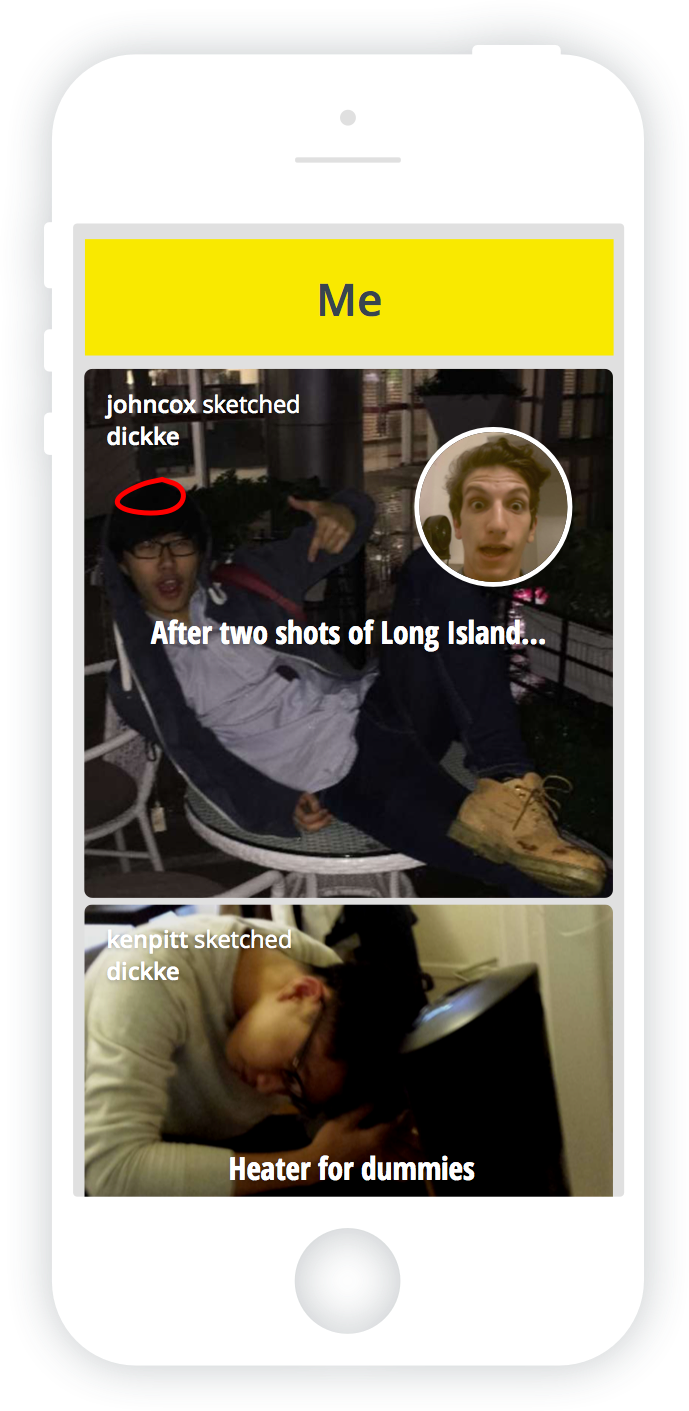 Me
johncox sketched
dickke
After two shots of Long Island...
kenpitt sketched
dickke
Heater for dummies